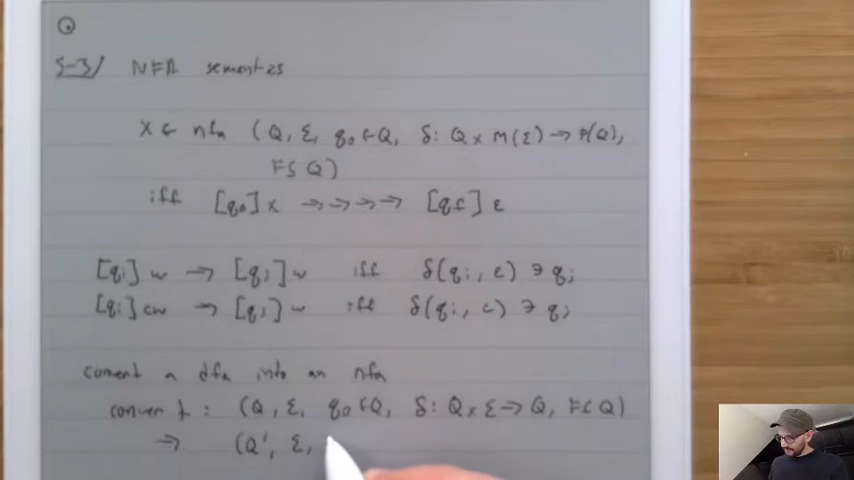 5-3/ NFA semantics
x ∈ nfa (Q, Σ, q₀∈Q, δ: Q × M(Σ) → P(Q),
F⊆Q)
iff [q₀] x →→→→ [qf] ε
[qi] w → [qj] w iff δ(qi, ε) ∋ qj
[qi] cw → [qj] w iff δ(qi, c) ∋ qj
convert a dfa into an nfa
convert : (Q, Σ, q₀∈Q, δ: Q×Σ→Q, F⊆Q)
→ (Q', Σ,